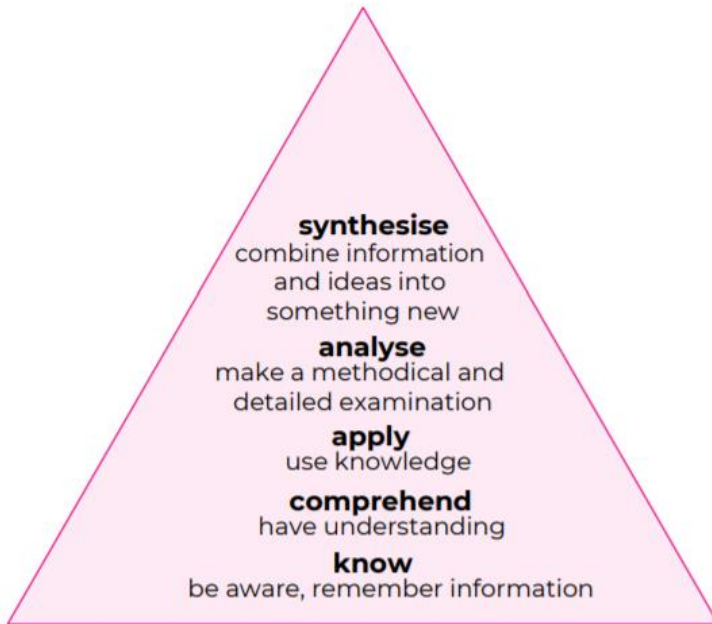 synthesise
combine information
and ideas into
something new
analyse
make a methodical and
detailed examination
apply
use knowledge
comprehend
have understanding
know
be aware, remember information